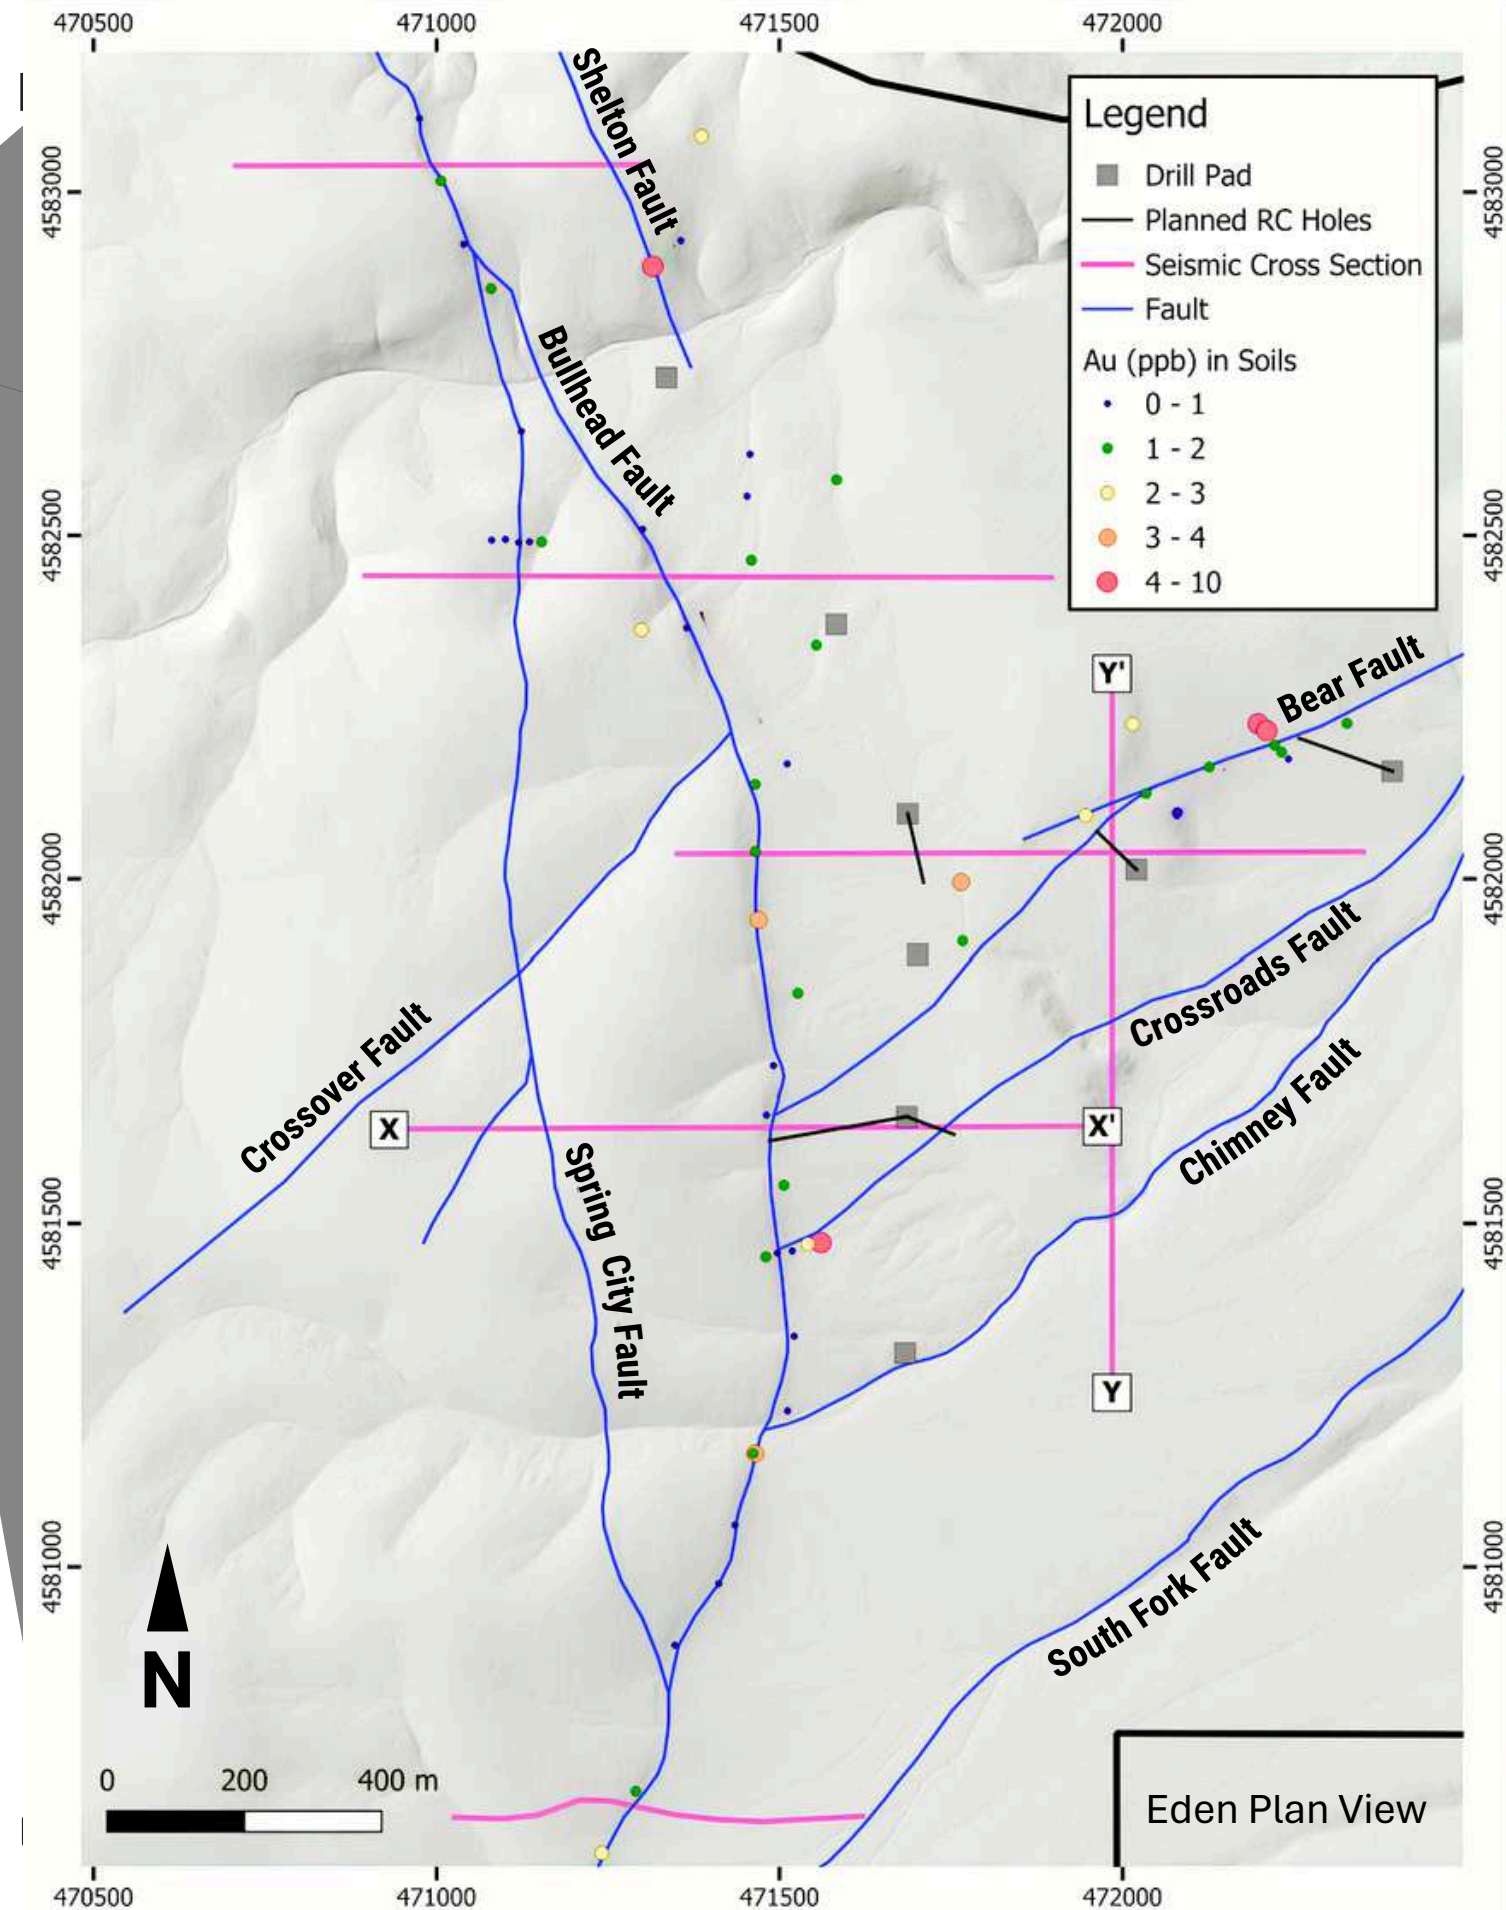 470500 471000 471500 472000
Legend
Drill Pad
Planned RC Holes
Seismic Cross Section
Fault
Au (ppb) in Soils
0 - 1
1 - 2
2 - 3
3 - 4
4 - 10
Shelton Fault
Bullhead Fault
Bear Fault
Crossroads Fault
Chimney Fault
Crossover Fault
Spring City Fault
South Fork Fault
Y'
X
X'
Y
4583000
4582500
4582000
4581500
4581000
4583000
4582500
4582000
4581500
4581000
N
0 200 400 m
Eden Plan View
470500 471000 471500 472000